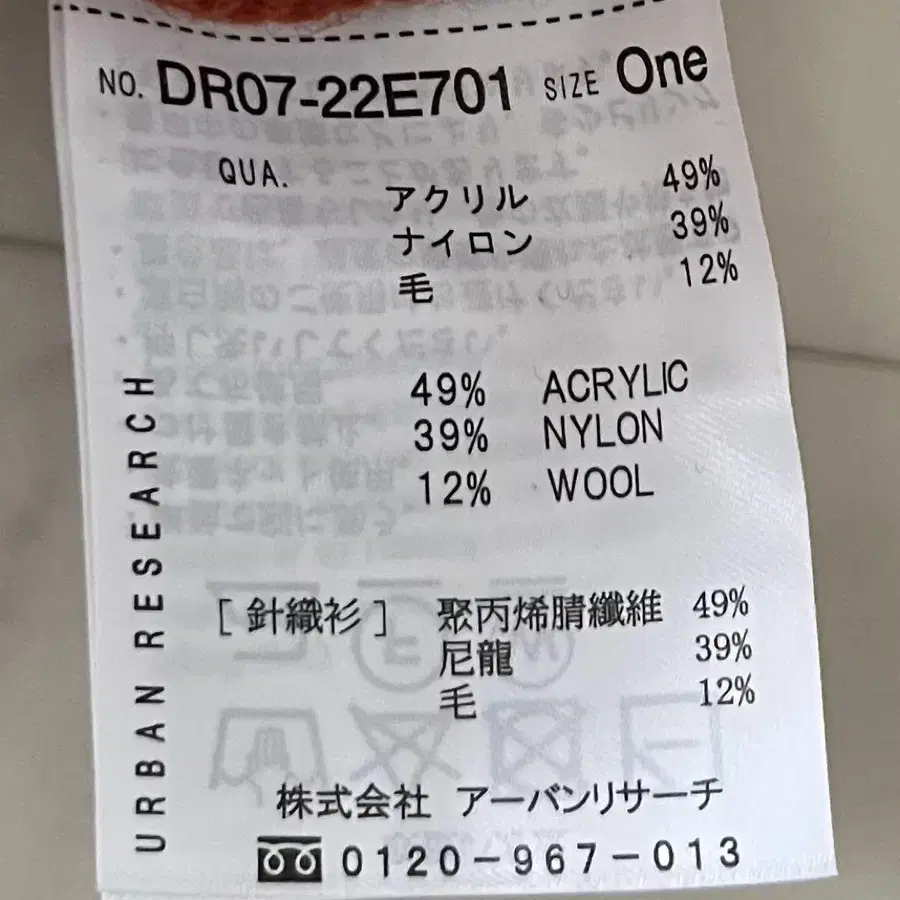 NO. DR07-22E701 SIZE One
QUA.
アクリル 49%
ナイロン 39%
毛 12%
49% ACRYLIC
39% NYLON
12% WOOL
URBAN RESEARCH
[針織衫] 聚丙烯腈纖維 49%
尼龍 39%
毛 12%
株式会社 アーバンリサーチ
0120-967-013